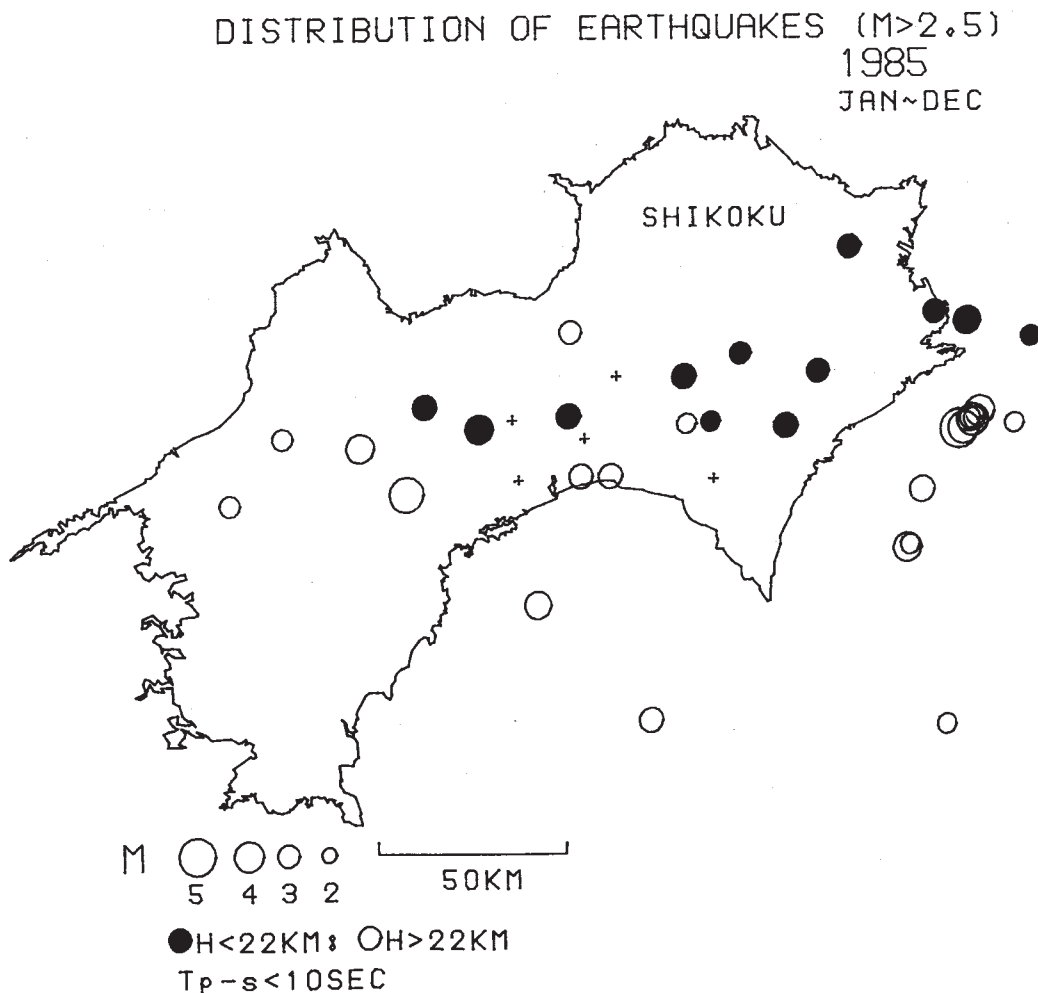 DISTRIBUTION OF EARTHQUAKES (M>2.5)
1985
JAN~DEC
SHIKOKU
M
5 4 3 2
50KM
H<22KM: H>22KM
Tp-s<10SEC